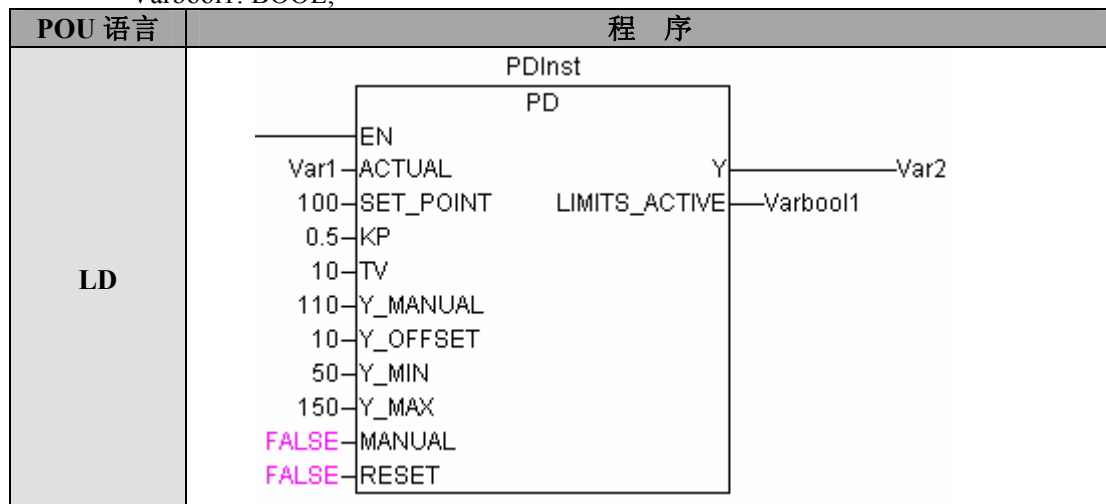 Varbool1: BOOL;
POU 语言 程 序
PDInst
PD
EN
Var1 ACTUAL Y Var2
100 SET_POINT LIMITS_ACTIVE Varbool1
0.5 KP
10 TV
110 Y_MANUAL
10 Y_OFFSET
50 Y_MIN
150 Y_MAX
FALSE MANUAL
FALSE RESET
LD